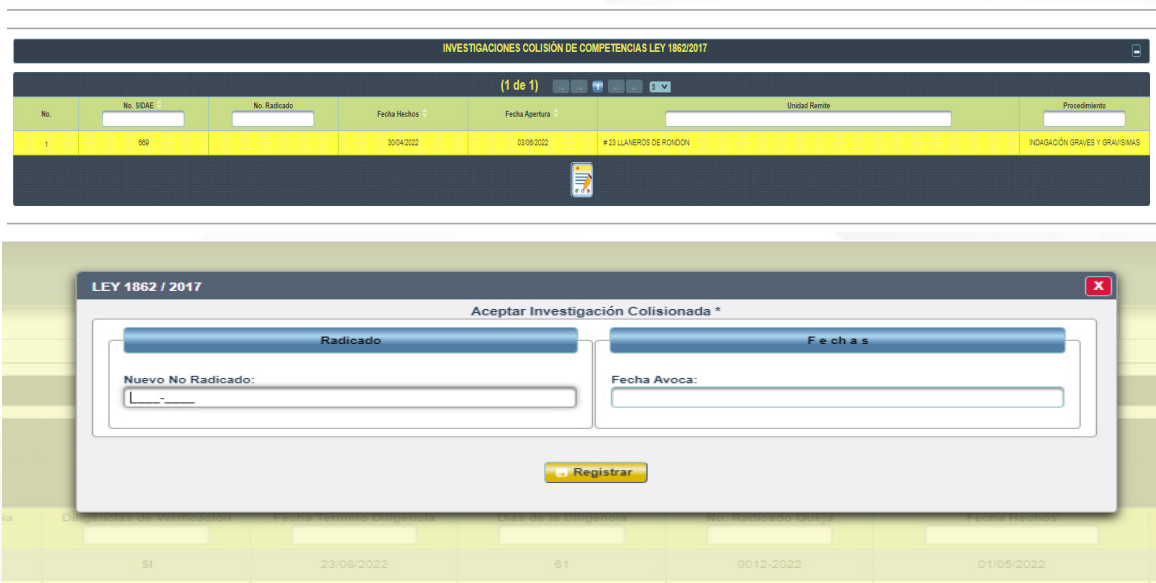 INVESTIGACIONES COLISIÓN DE COMPETENCIAS LEY 1862/2017
(1 de 1) 1 5
No. No. SIDAE No. Radicado Fecha Hechos Fecha Apertura Unidad Remite Procedimiento
1 669 30/04/2022 03/06/2022 # 23 LLANEROS DE RONDON INDAGACIÓN GRAVES Y GRAVISIMAS
LEY 1862 / 2017 X
Aceptar Investigación Colisionada *
Radicado F e c h a s
Nuevo No Radicado: Fecha Avoca:
____-____
Registrar
Diligencias de Verificación Fecha Termino Diligencia Dias de la Diligencia No. Radicado Queja Fecha Hechos
SI 23/08/2022 61 0012-2022 01/05/2022